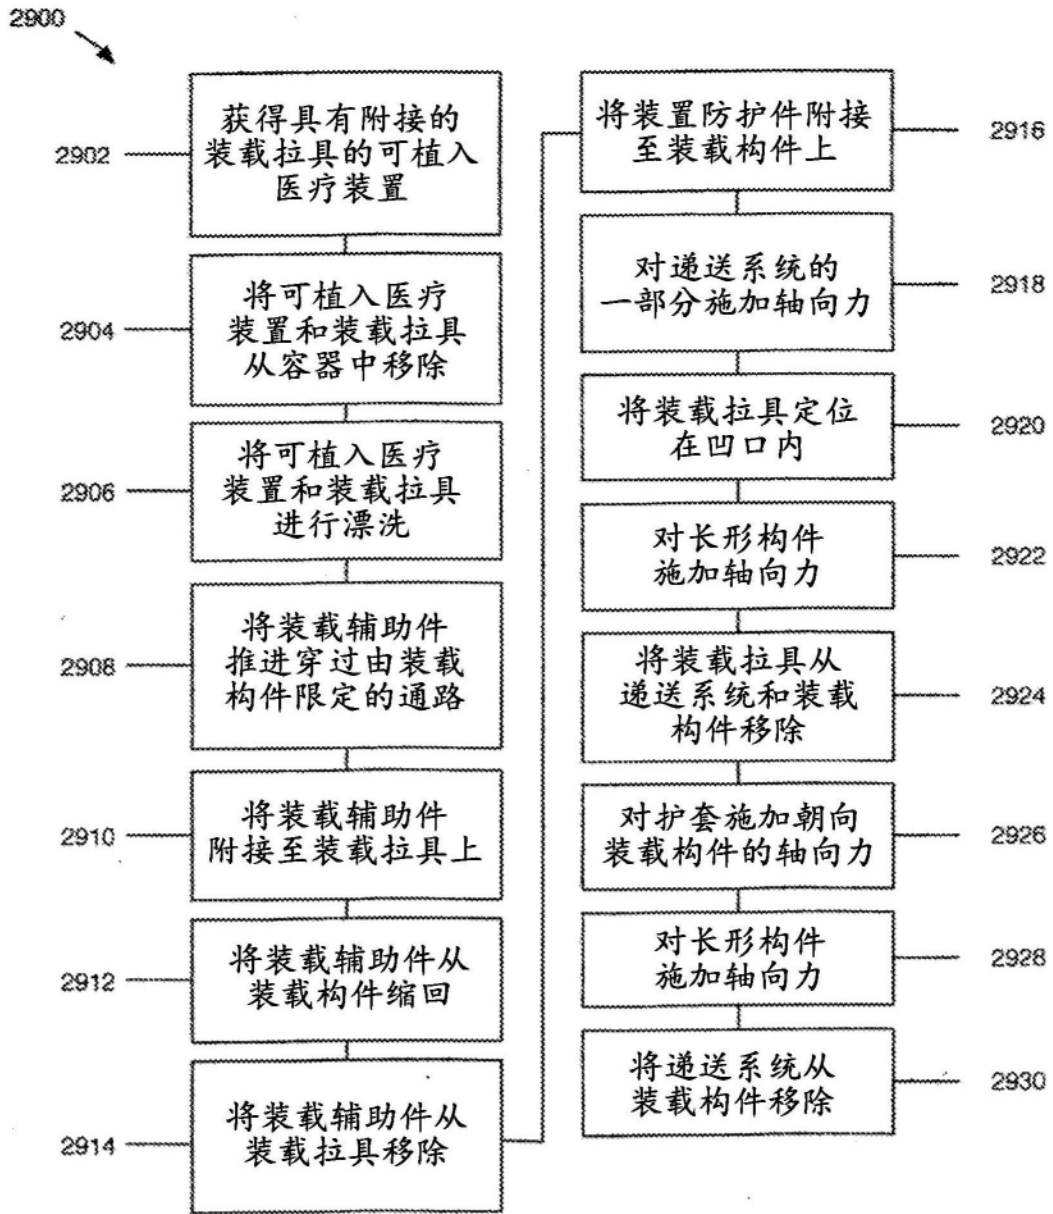 2900
2902
获得具有附接的
装载拉具的可植入
医疗装置
2904
将可植入医疗
装置和装载拉具
从容器中移除
2906
将可植入医疗
装置和装载拉具
进行漂洗
2908
将装载辅助件
推进穿过由装载
构件限定的通路
2910
将装载辅助件
附接至装载拉具上
2912
将装载辅助件从
装载构件缩回
2914
将装载辅助件从
装载拉具移除
将装置防护件附接
至装载构件上
2916
对递送系统的
一部分施加轴向力
2918
将装载拉具定位
在凹口内
2920
对长形构件
施加轴向力
2922
将装载拉具从
递送系统和装载
构件移除
2924
对护套施加朝向
装载构件的轴向力
2926
对长形构件
施加轴向力
2928
将递送系统从
装载构件移除
2930